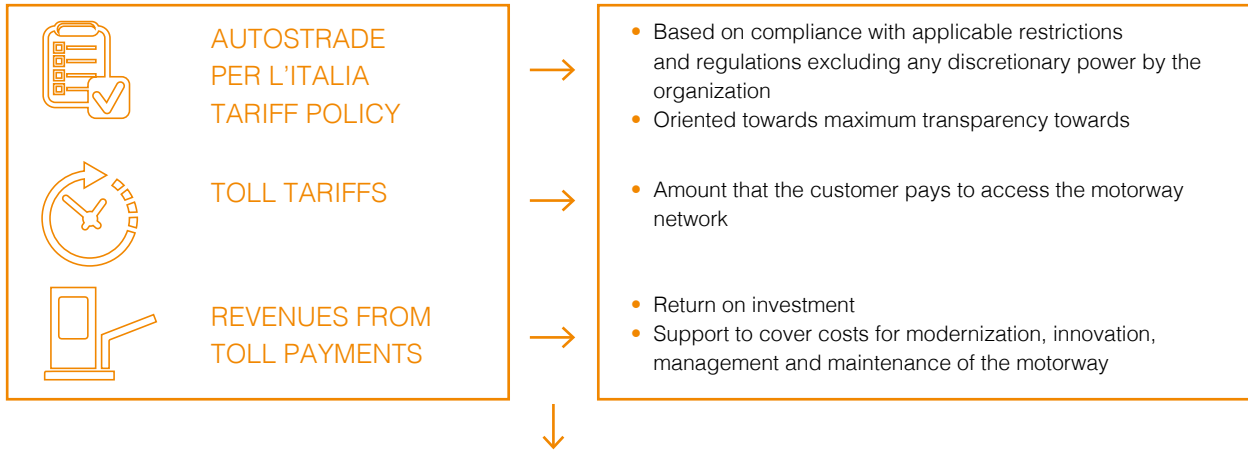 AUTOSTRADE
PER L'ITALIA
TARIFF POLICY
• Based on compliance with applicable restrictions
and regulations excluding any discretionary power by the
organization
• Oriented towards maximum transparency towards
TOLL TARIFFS
• Amount that the customer pays to access the motorway
network
REVENUES FROM
TOLL PAYMENTS
• Return on investment
• Support to cover costs for modernization, innovation,
management and maintenance of the motorway